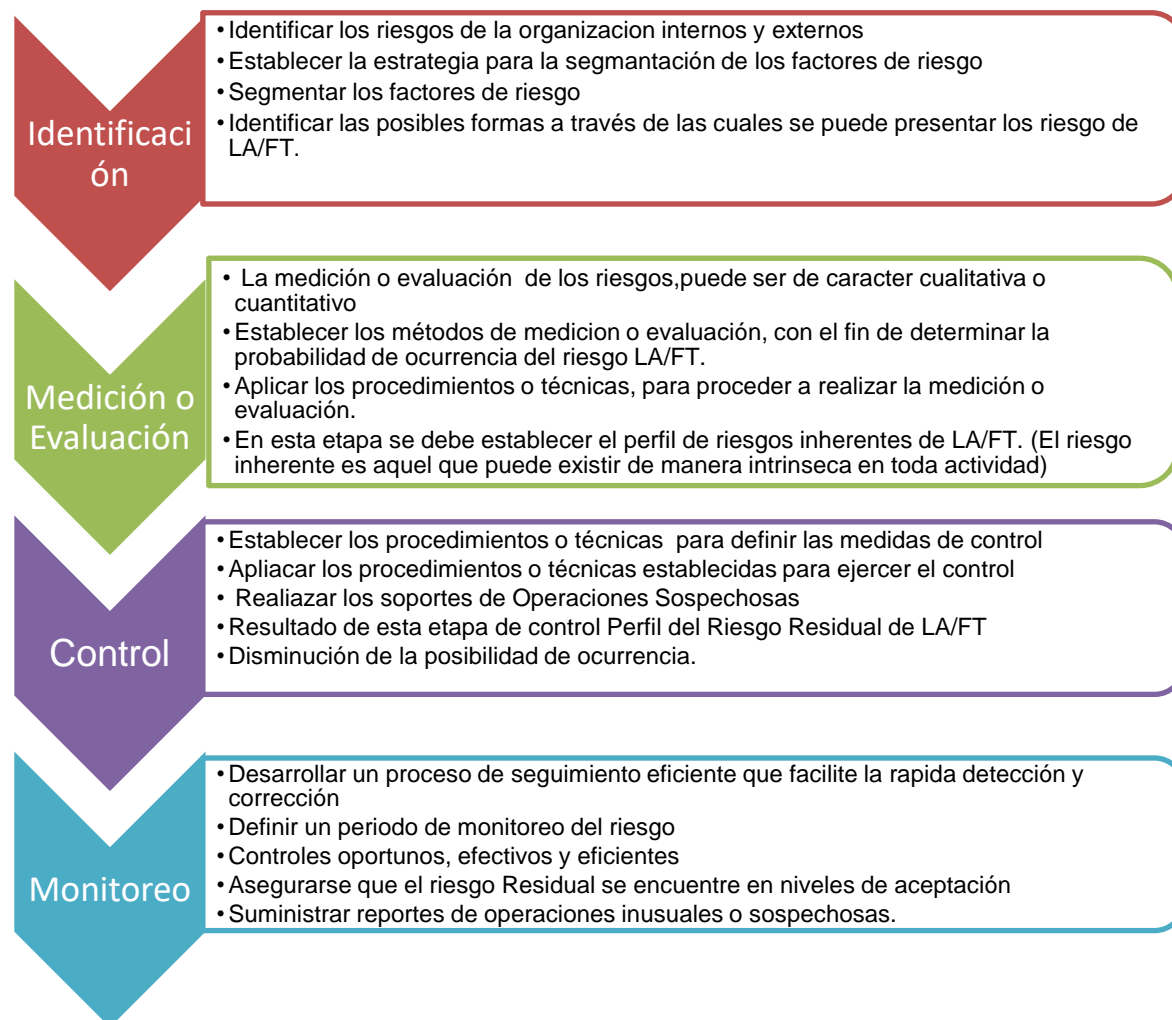 Identificaci
ón
• Identificar los riesgos de la organizacion internos y externos
• Establecer la estrategia para la segmantación de los factores de riesgo
• Segmentar los factores de riesgo
• Identificar las posibles formas a través de las cuales se puede presentar los riesgo de
LA/FT.
Medición o
Evaluación
• La medición o evaluación de los riesgos,puede ser de caracter cualitativa o
cuantitativo
• Establecer los métodos de medicion o evaluación, con el fin de determinar la
probabilidad de ocurrencia del riesgo LA/FT.
• Aplicar los procedimientos o técnicas, para proceder a realizar la medición o
evaluación.
• En esta etapa se debe establecer el perfil de riesgos inherentes de LA/FT. (El riesgo
inherente es aquel que puede existir de manera intrinseca en toda actividad)
Control
• Establecer los procedimientos o técnicas para definir las medidas de control
• Apliacar los procedimientos o técnicas establecidas para ejercer el control
• Realiazar los soportes de Operaciones Sospechosas
• Resultado de esta etapa de control Perfil del Riesgo Residual de LA/FT
• Disminución de la posibilidad de ocurrencia.
Monitoreo
• Desarrollar un proceso de seguimiento eficiente que facilite la rapida detección y
corrección
• Definir un periodo de monitoreo del riesgo
• Controles oportunos, efectivos y eficientes
• Asegurarse que el riesgo Residual se encuentre en niveles de aceptación
• Suministrar reportes de operaciones inusuales o sospechosas.